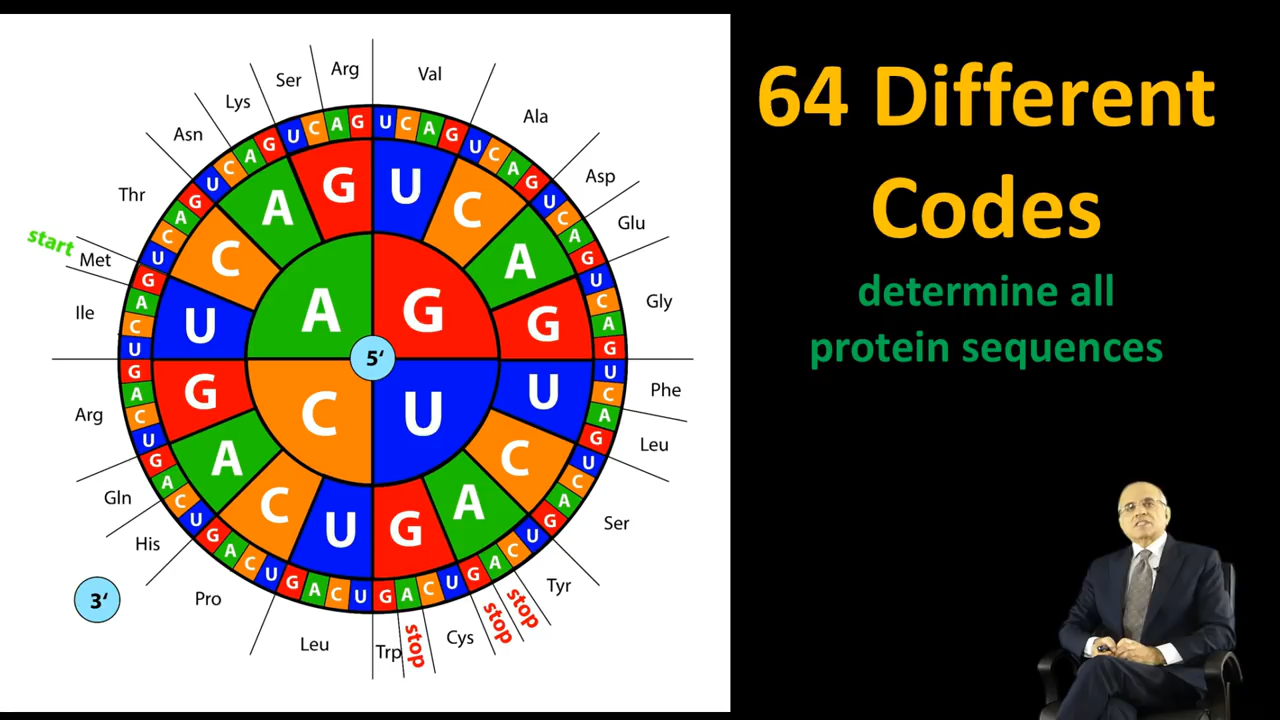 64 Different
Codes
determine all
protein sequences
Val
Ala
Asp
Glu
Gly
Phe
Leu
Ser
Tyr
stop
stop
Cys
stop
Trp
Leu
Pro
His
Gln
Arg
Ile
Met
start
Thr
Asn
Lys
Ser
Arg
U C A G U C A G U C A G U C A G
U C A G U C A G U C A G U C A G
U C A G U C A G U C A G U C A G
U C A G U C A G U C A G U C A G
U C A G
U C A G
U C A G
U C A G
A G
C U
5‘
3‘